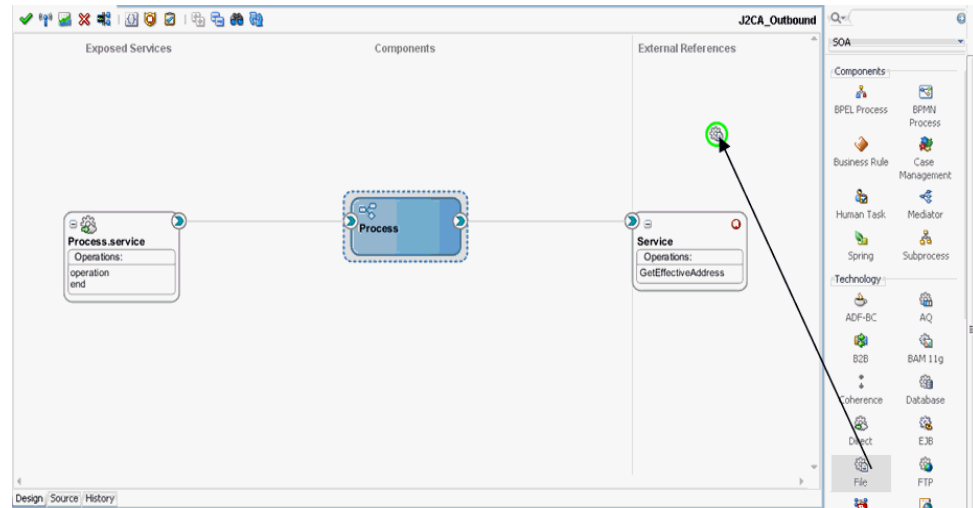 J2CA_Outbound
Exposed Services
Components
External References
Process.service
Operations:
operation
end
Process
Service
Operations:
GetEffectiveAddress
Design Source History
SOA
Components
BPEL Process
BPMN
Process
Business Rule
Case
Management
Human Task
Mediator
Spring
Subprocess
Technology
ADF-BC
AQ
B2B
BAM 11g
Coherence
Database
Direct
EJB
File
FTP